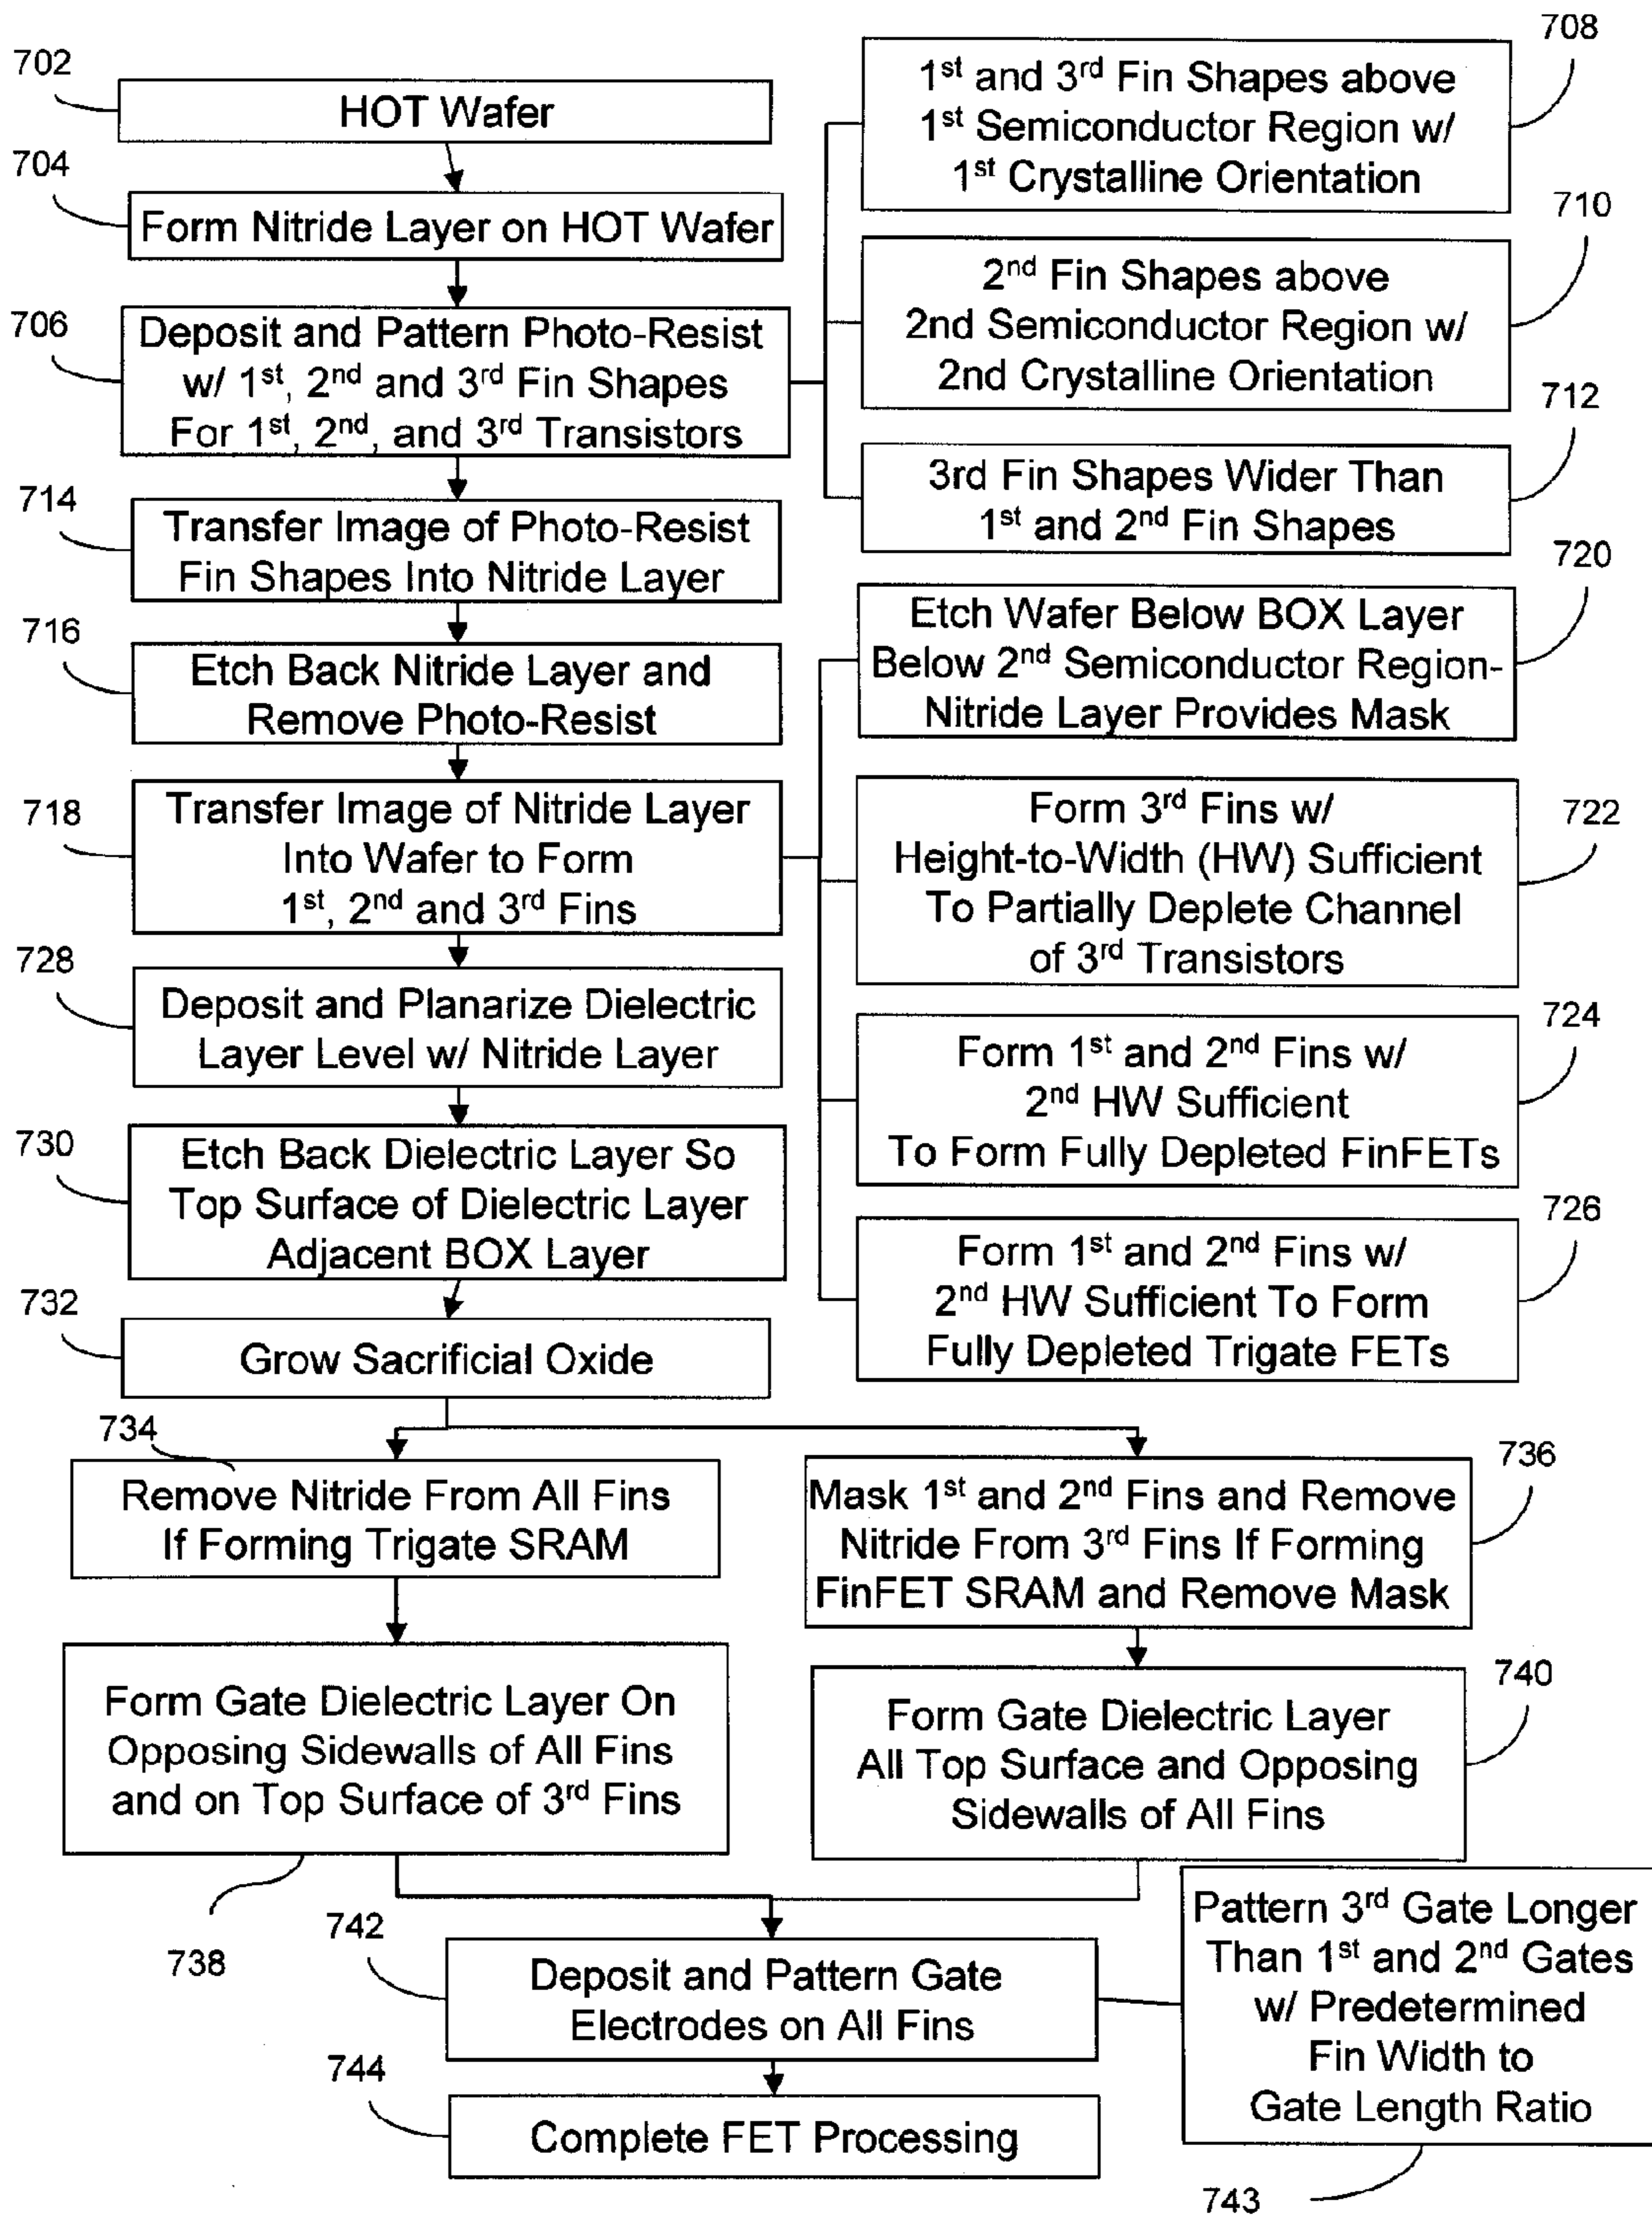 702
HOT Wafer
704
Form Nitride Layer on HOT Wafer
706
Deposit and Pattern Photo-Resist
w/ 1st, 2nd and 3rd Fin Shapes
For 1st, 2nd, and 3rd Transistors
708
1st and 3rd Fin Shapes above
1st Semiconductor Region w/
1st Crystalline Orientation
710
2nd Fin Shapes above
2nd Semiconductor Region w/
2nd Crystalline Orientation
712
3rd Fin Shapes Wider Than
1st and 2nd Fin Shapes
714
Transfer Image of Photo-Resist
Fin Shapes Into Nitride Layer
716
Etch Back Nitride Layer and
Remove Photo-Resist
718
Transfer Image of Nitride Layer
Into Wafer to Form
1st, 2nd and 3rd Fins
720
Etch Wafer Below BOX Layer
Below 2nd Semiconductor Region-
Nitride Layer Provides Mask
722
Form 3rd Fins w/
Height-to-Width (HW) Sufficient
To Partially Deplete Channel
of 3rd Transistors
724
Form 1st and 2nd Fins w/
2nd HW Sufficient
To Form Fully Depleted FinFETs
726
Form 1st and 2nd Fins w/
2nd HW Sufficient To Form
Fully Depleted Trigate FETs
728
Deposit and Planarize Dielectric
Layer Level w/ Nitride Layer
730
Etch Back Dielectric Layer So
Top Surface of Dielectric Layer
Adjacent BOX Layer
732
Grow Sacrificial Oxide
734
Remove Nitride From All Fins
If Forming Trigate SRAM
736
Mask 1st and 2nd Fins and Remove
Nitride From 3rd Fins If Forming
FinFET SRAM and Remove Mask
Form Gate Dielectric Layer On
Opposing Sidewalls of All Fins
and on Top Surface of 3rd Fins
738
740
Form Gate Dielectric Layer
All Top Surface and Opposing
Sidewalls of All Fins
742
Deposit and Pattern Gate
Electrodes on All Fins
Pattern 3rd Gate Longer
Than 1st and 2nd Gates
w/ Predetermined
Fin Width to
Gate Length Ratio
743
744
Complete FET Processing